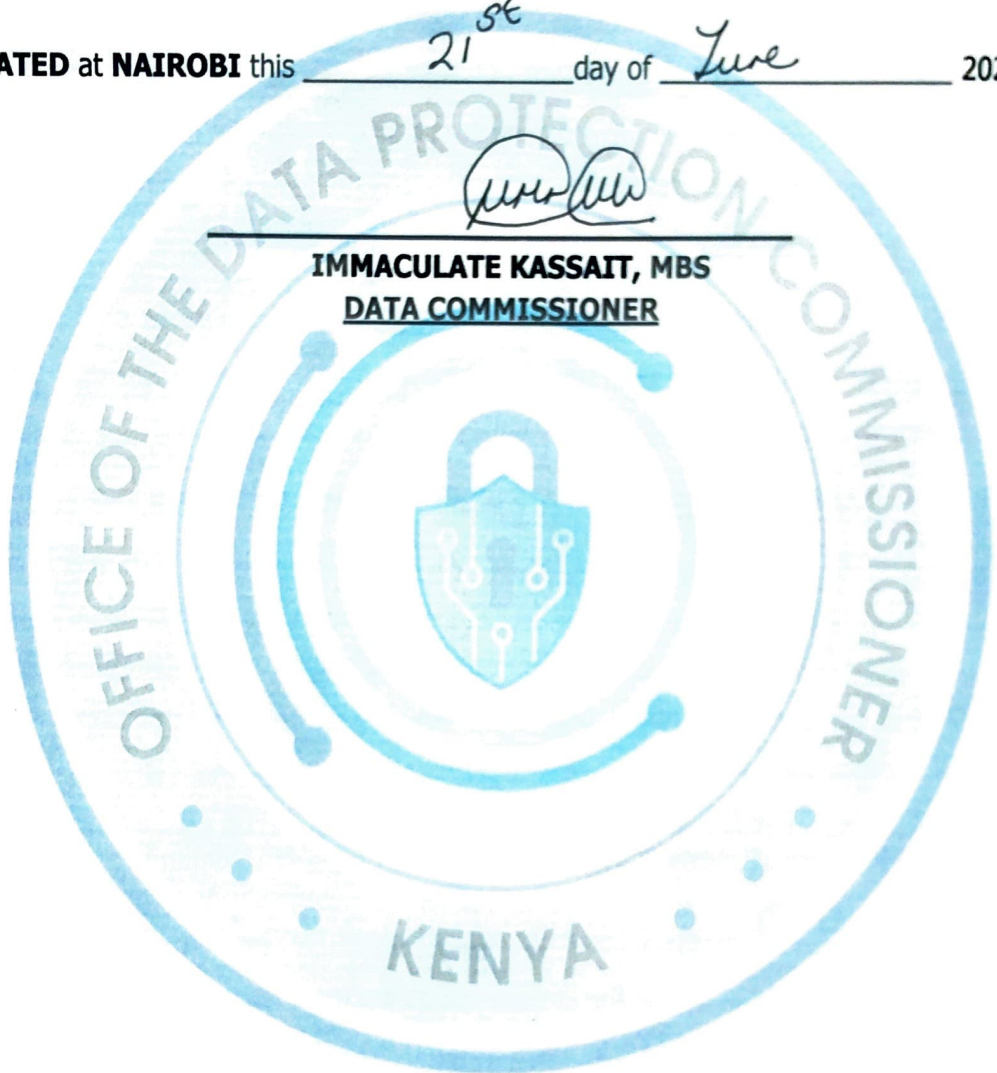 ATED at NAIROBI this 21st day of June 202
IMMACULATE KASSAIT, MBS
DATA COMMISSIONER
OFFICE OF THE DATA PROTECTION COMMISSIONER
KENYA